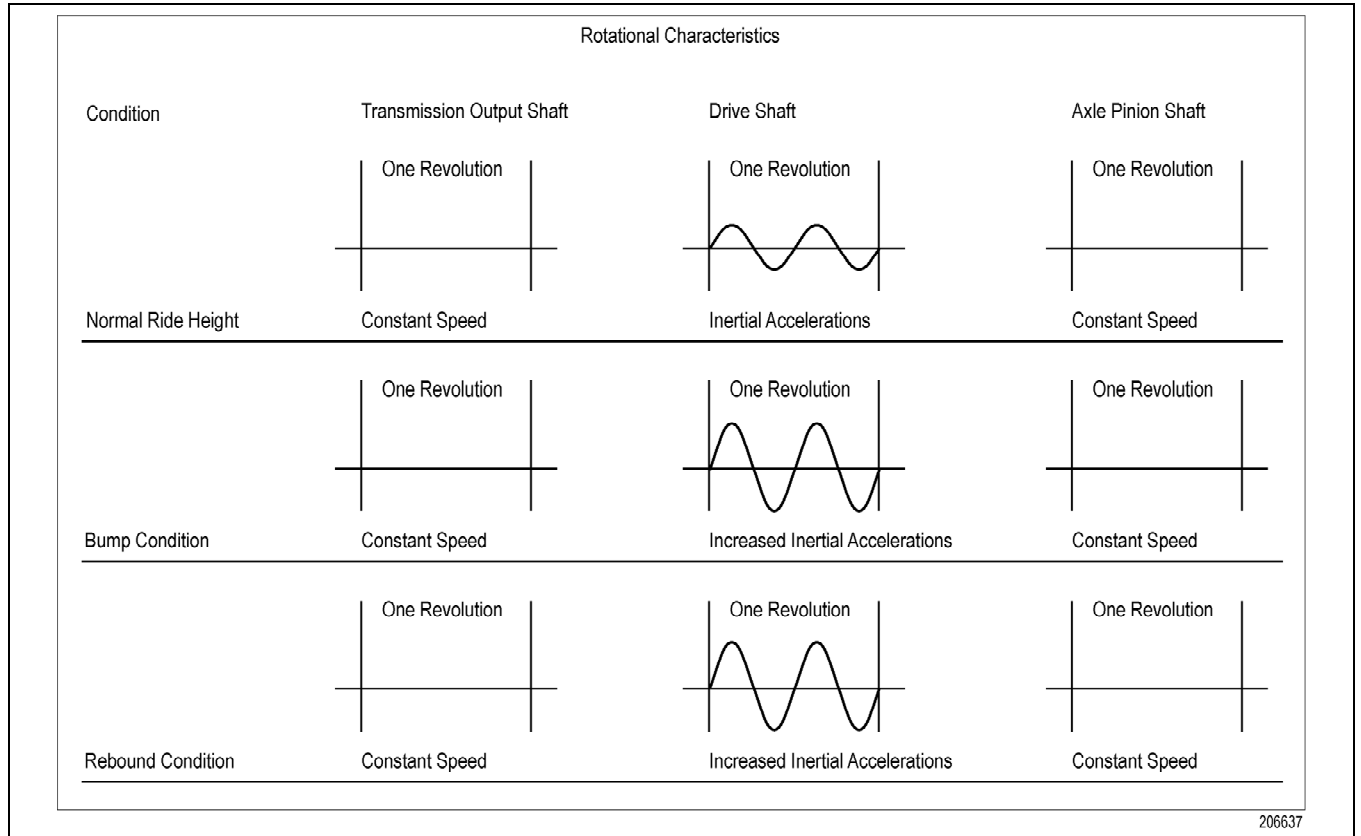 Rotational Characteristics
Condition Transmission Output Shaft Drive Shaft Axle Pinion Shaft
One Revolution One Revolution One Revolution
Normal Ride Height Constant Speed Inertial Accelerations Constant Speed
One Revolution One Revolution One Revolution
Bump Condition Constant Speed Increased Inertial Accelerations Constant Speed
One Revolution One Revolution One Revolution
Rebound Condition Constant Speed Increased Inertial Accelerations Constant Speed
206637